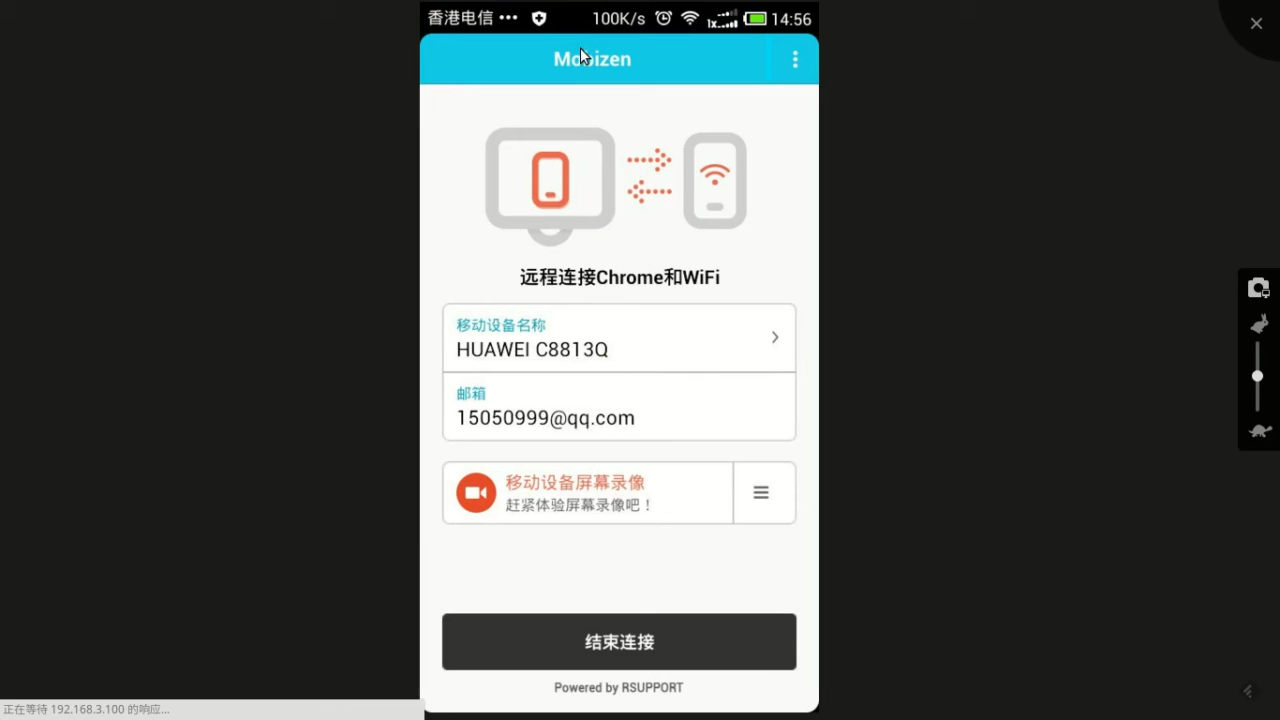 香港电信 ••• 100K/s 1x 14:56
Mobizen
远程连接Chrome和WiFi
移动设备名称
HUAWEI C8813Q
邮箱
15050999@qq.com
移动设备屏幕录像
赶紧体验屏幕录像吧！
结束连接
Powered by RSUPPORT
正在等待 192.168.3.100 的响应...